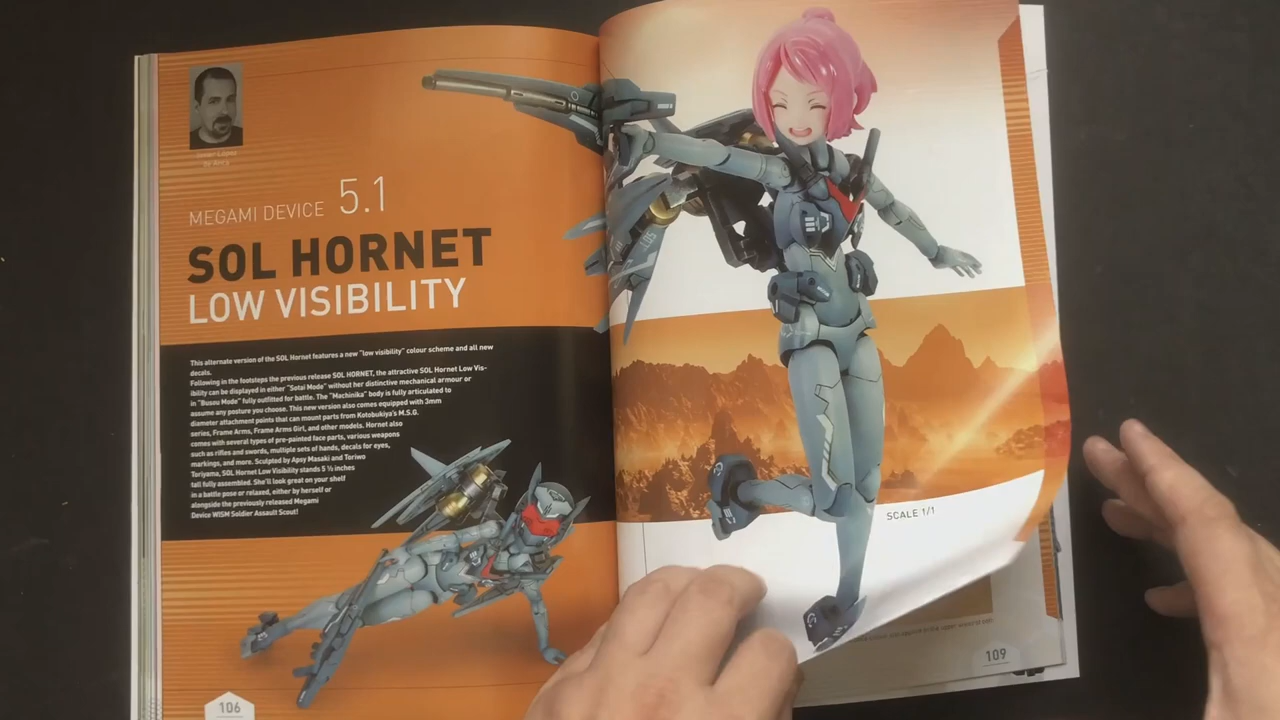 MEGAMI DEVICE 5.1
SOL HORNET
LOW VISIBILITY
This alternate version of the SOL Hornet features a new "low visibility" colour scheme and all new
decals.
Following in the footsteps the previous release SOL HORNET, the attractive SOL Hornet Low Vis-
ibility can be displayed in either "Sotai Mode" without her distinctive mechanical armour or
in "Busou Mode" fully outfitted for battle. The "Machinika" body is fully articulated to
assume any posture you choose. This new version also comes equipped with 3mm
diameter attachment points that can mount parts from Kotobukiya's M.S.G.
series, Frame Arms, Frame Arms Girl, and other models. Hornet also
comes with several types of pre-painted face parts, various weapons
such as rifles and swords, multiple sets of hands, decals for eyes,
markings, and more. Sculpted by Apsy Masaki and Toriwo
Toriyama, SOL Hornet Low Visibility stands 5 ½ inches
tall fully assembled. She'll look great on your shelf
in a battle pose or relaxed, either by herself or
alongside the previously released Megami
Device WISM Soldier Assault Scout!
106
SCALE 1/1
109